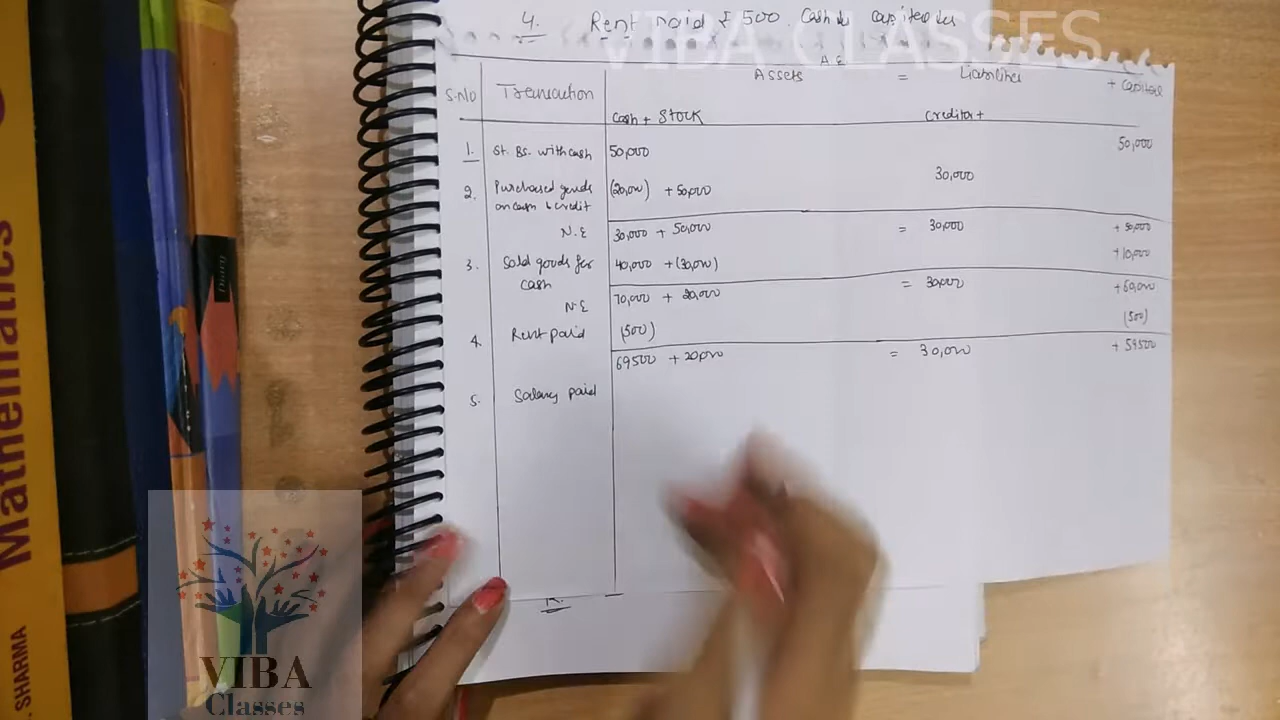 4. Rent paid ₹ 500. Cash ↓ capital ↓
VIBA CLASSES
A.E
S.No Transaction Assets = Liabilities + Capital
Cash + Stock Creditor +
1. St. Bs. with cash 50,000 50,000
2. Purchased goods (20,000) + 50,000 30,000
on cash & credit
N.E 30,000 + 50,000 = 30,000 + 50,000
3. Sold goods for 40,000 + (30,000) + 10,000
cash
N.E 70,000 + 20,000 = 30,000 + 60,000
4. Rent paid (500) (500)
69500 + 20,000 = 30,000 + 59500
5. Salary paid
Mathematics
. SHARMA
Diary
VIBA
Classes